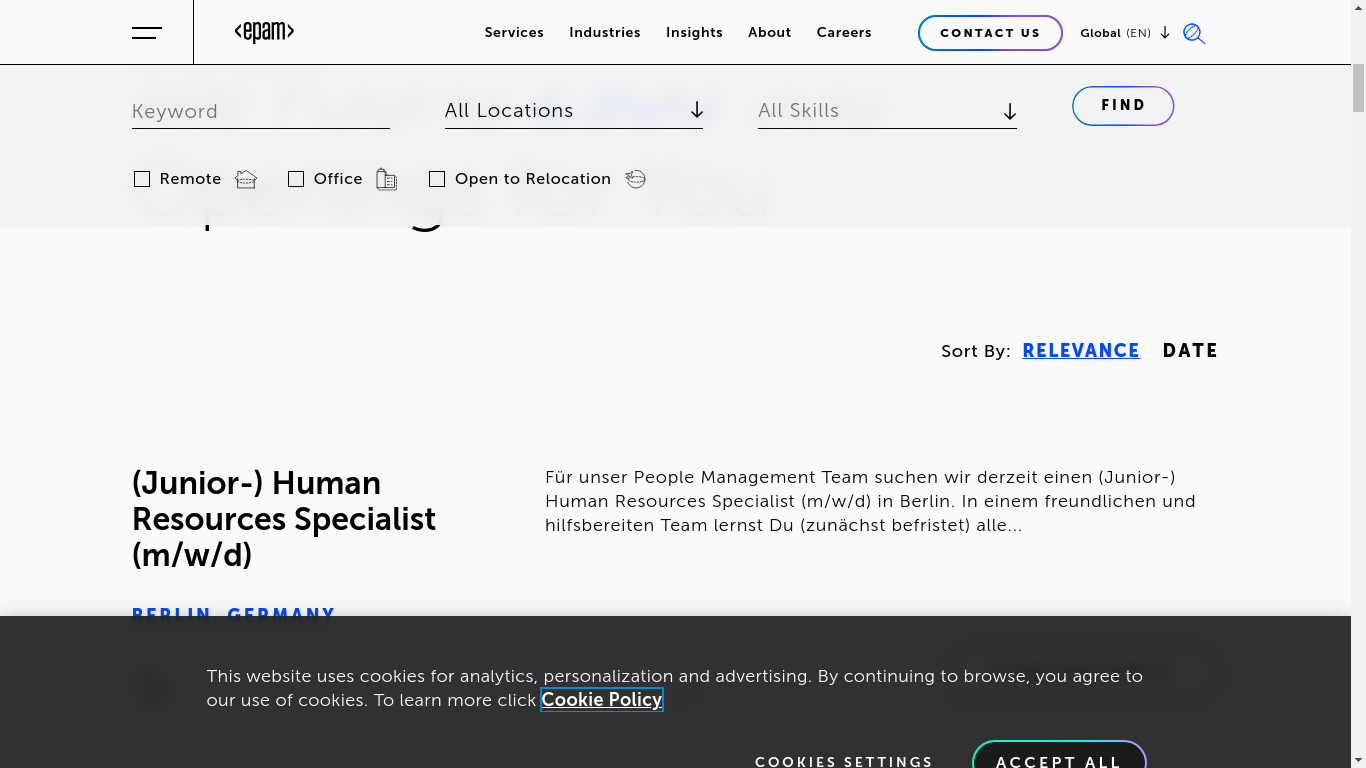 <epam>
Services Industries Insights About Careers
CONTACT US
Global (EN)
Keyword
All Locations
All Skills
FIND
Remote
Office
Open to Relocation
Openings for You
Sort By: RELEVANCE DATE
(Junior-) Human
Resources Specialist
(m/w/d)
Für unser People Management Team suchen wir derzeit einen (Junior-)
Human Resources Specialist (m/w/d) in Berlin. In einem freundlichen und
hilfsbereiten Team lernst Du (zunächst befristet) alle...
BERLIN, GERMANY
This website uses cookies for analytics, personalization and advertising. By continuing to browse, you agree to
our use of cookies. To learn more click Cookie Policy
COOKIES SETTINGS
ACCEPT ALL